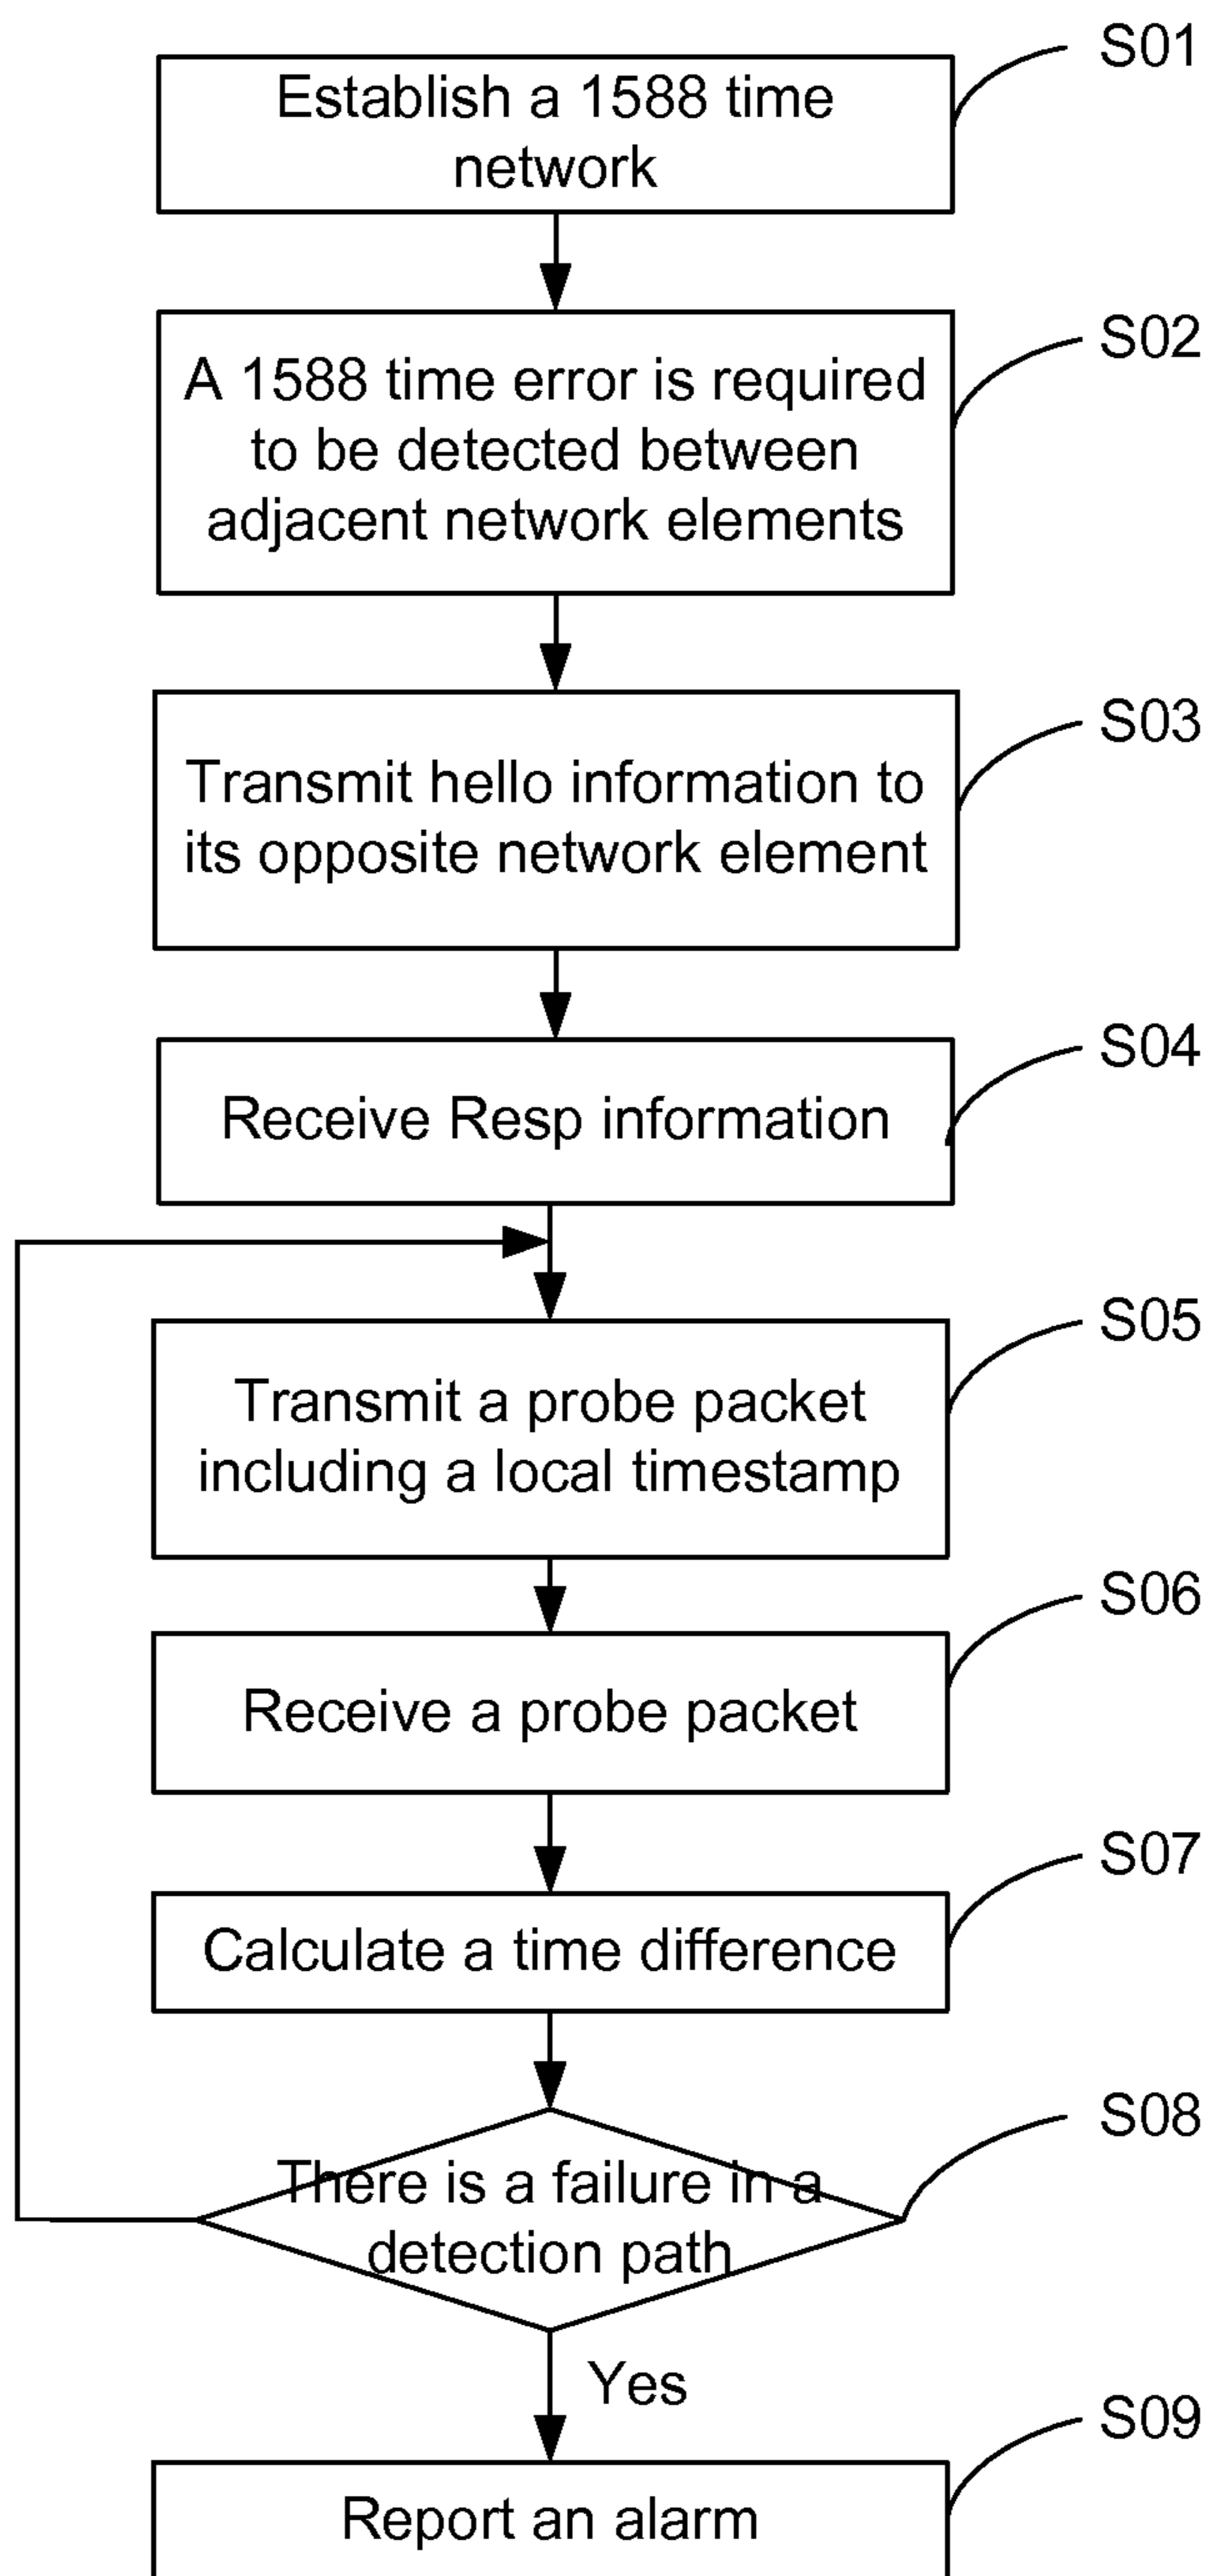 S01
Establish a 1588 time
network
S02
A 1588 time error is required
to be detected between
adjacent network elements
S03
Transmit hello information to
its opposite network element
S04
Receive Resp information
S05
Transmit a probe packet
including a local timestamp
S06
Receive a probe packet
S07
Calculate a time difference
S08
There is a failure in a
detection path
Yes
S09
Report an alarm